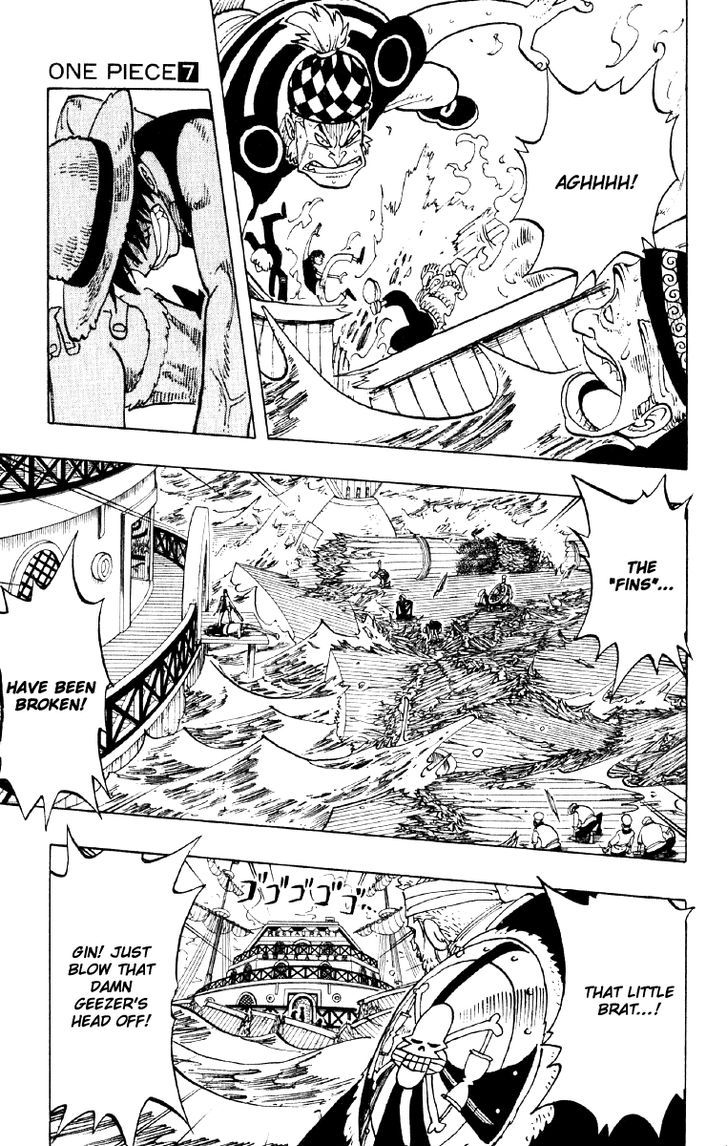 ONE PIECE 7
AGHHHH!
THE
"FINS"...
HAVE BEEN
BROKEN!
ゴゴゴゴゴ..
RESTAURANT
THAT LITTLE
BRAT...!
GIN! JUST
BLOW THAT
DAMN
GEEZER'S
HEAD OFF!